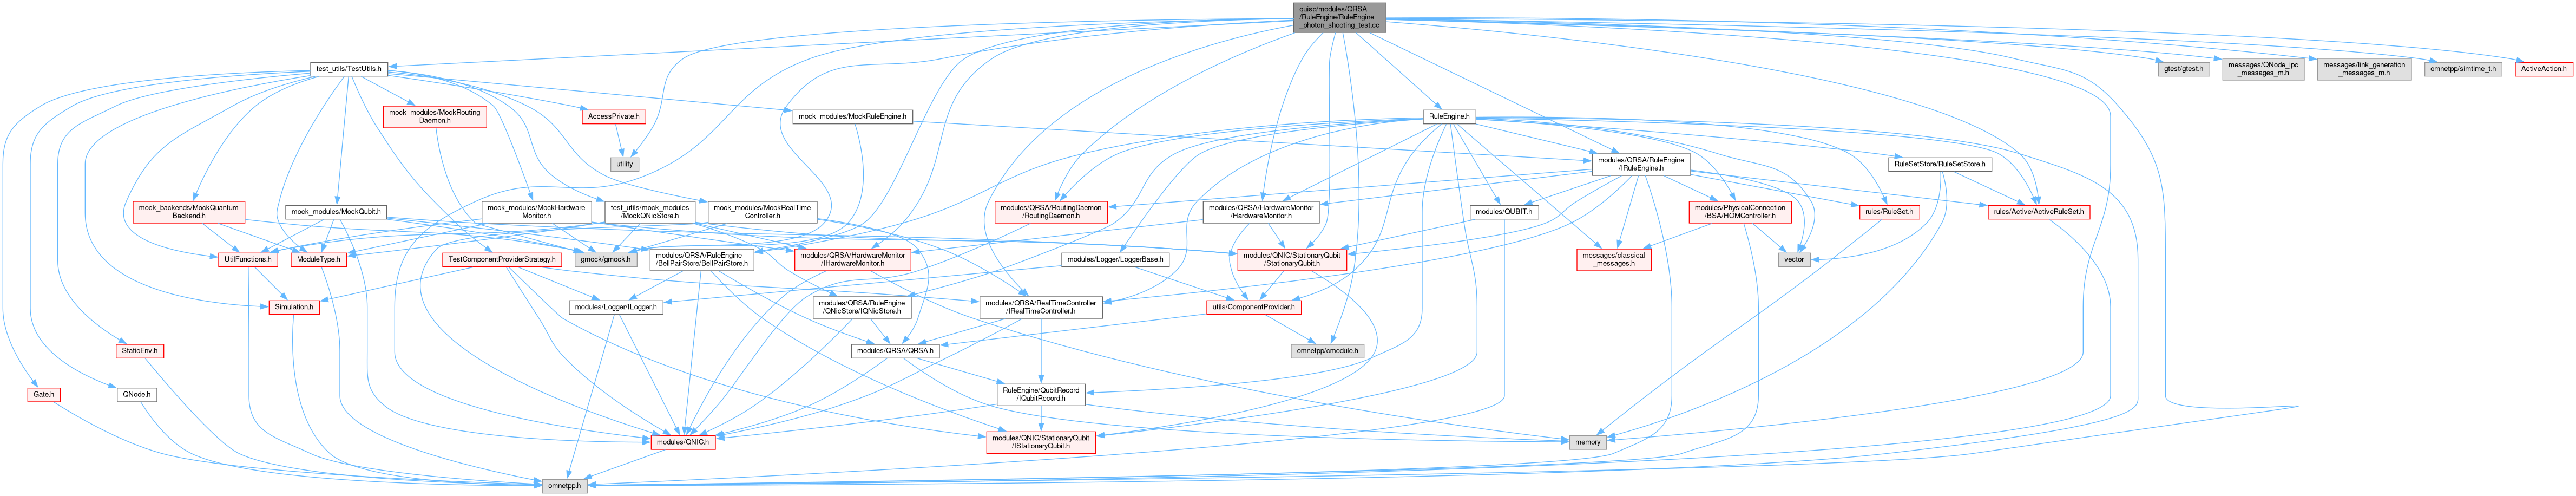 quisp/modules/QRSA
/RuleEngine/RuleEngine
_photon_shooting_test.cc
test_utils/TestUtils.h
gtest/gtest.h
messages/QNode_ipc
_messages_m.h
messages/link_generation
_messages_m.h
omnetpp/simtime_t.h
ActiveAction.h
mock_modules/MockRouting
Daemon.h
AccessPrivate.h
mock_modules/MockRuleEngine.h
RuleEngine.h
utility
modules/QRSA/RuleEngine
/IRuleEngine.h
RuleSetStore/RuleSetStore.h
mock_backends/MockQuantum
Backend.h
mock_modules/MockQubit.h
mock_modules/MockHardware
Monitor.h
test_utils/mock_modules
/MockQNicStore.h
mock_modules/MockRealTime
Controller.h
modules/QRSA/RoutingDaemon
/RoutingDaemon.h
modules/QRSA/HardwareMonitor
/HardwareMonitor.h
modules/QUBIT.h
modules/PhysicalConnection
/BSA/HOMController.h
rules/RuleSet.h
rules/Active/ActiveRuleSet.h
UtilFunctions.h
ModuleType.h
TestComponentProviderStrategy.h
gmock/gmock.h
modules/QRSA/RuleEngine
/BellPairStore/BellPairStore.h
modules/QRSA/HardwareMonitor
/IHardwareMonitor.h
modules/Logger/LoggerBase.h
modules/QNIC/StationaryQubit
/StationaryQubit.h
messages/classical
_messages.h
vector
Simulation.h
modules/Logger/ILogger.h
modules/QRSA/RuleEngine
/QNicStore/IQNicStore.h
modules/QRSA/RealTimeController
/IRealTimeController.h
utils/ComponentProvider.h
StaticEnv.h
modules/QRSA/QRSA.h
omnetpp/cmodule.h
Gate.h
QNode.h
RuleEngine/QubitRecord
/IQubitRecord.h
modules/QNIC.h
modules/QNIC/StationaryQubit
/IStationaryQubit.h
memory
omnetpp.h